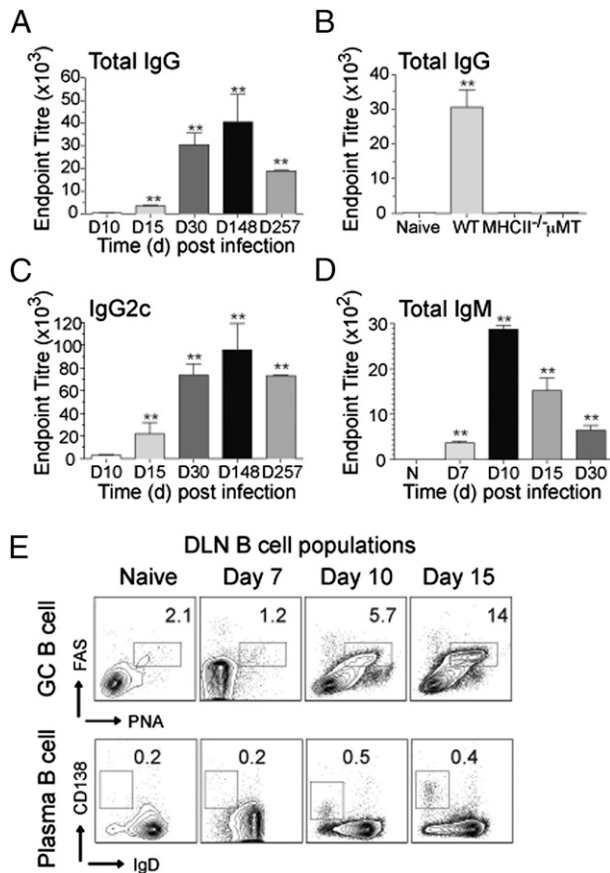 A
Total IgG
Endpoint Titre (x10³)
60
50
40
30
20
10
0
**
**
**
**
D10 D15 D30 D148 D257
Time (d) post infection
B
Total IgG
Endpoint Titre (x10³)
40
30
20
10
0
**
Naive WT MHCII⁻/⁻ μMT
C
IgG2c
Endpoint Titre (x10³)
120
100
80
60
40
20
0
**
**
**
**
D10 D15 D30 D148 D257
Time (d) post infection
D
Total IgM
Endpoint Titre (x10²)
30
20
10
0
**
**
**
**
N D7 D10 D15 D30
Time (d) post infection
E
DLN B cell populations
Naive Day 7 Day 10 Day 15
GC B cell
FAS
2.1 1.2 5.7 14
PNA
Plasma B cell
CD138
0.2 0.2 0.5 0.4
IgD